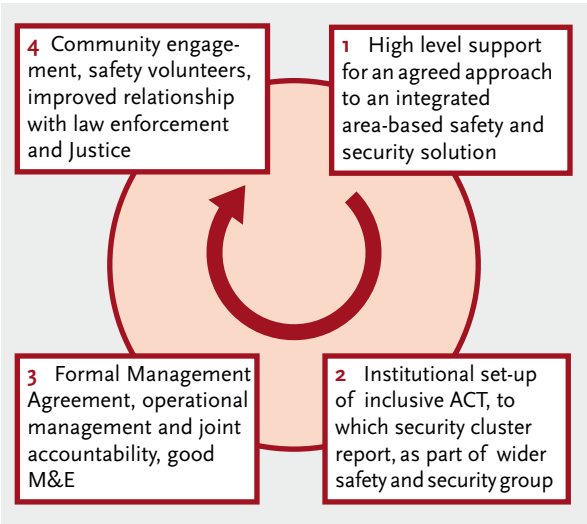 1 High level support
for an agreed approach
to an integrated
area-based safety and
security solution
2 Institutional set-up
of inclusive ACT, to
which security cluster
report, as part of wider
safety and security group
3 Formal Management
Agreement, operational
management and joint
accountability, good
M&E
4 Community engage-
ment, safety volunteers,
improved relationship
with law enforcement
and Justice